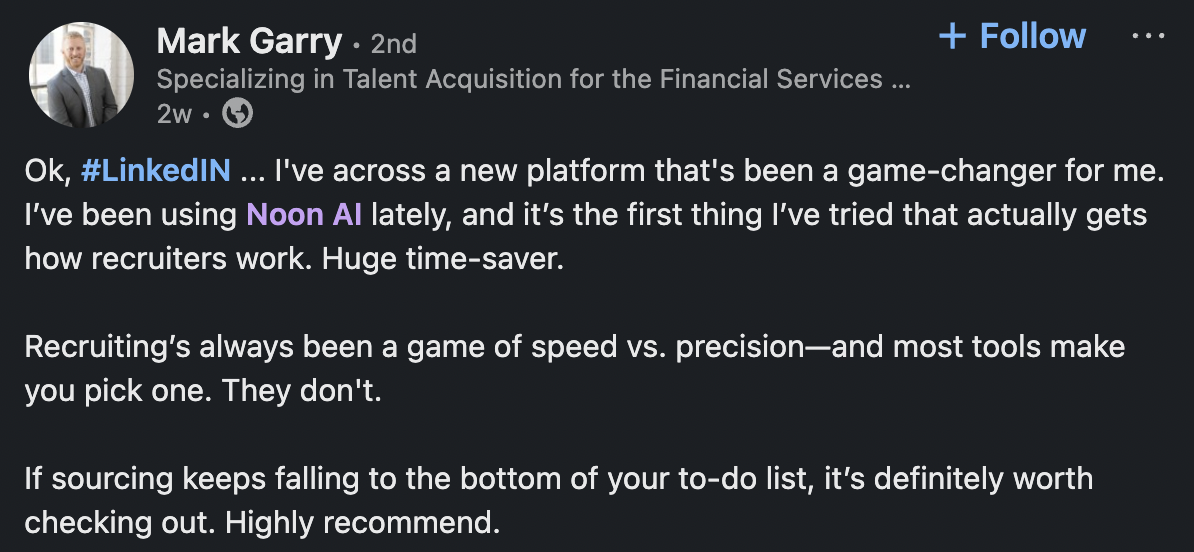 Mark Garry • 2nd
+ Follow
...
Specializing in Talent Acquisition for the Financial Services ...
2w •
Ok, #LinkedIN ... I've across a new platform that's been a game-changer for me.
I’ve been using Noon AI lately, and it’s the first thing I’ve tried that actually gets
how recruiters work. Huge time-saver.
Recruiting’s always been a game of speed vs. precision—and most tools make
you pick one. They don't.
If sourcing keeps falling to the bottom of your to-do list, it’s definitely worth
checking out. Highly recommend.